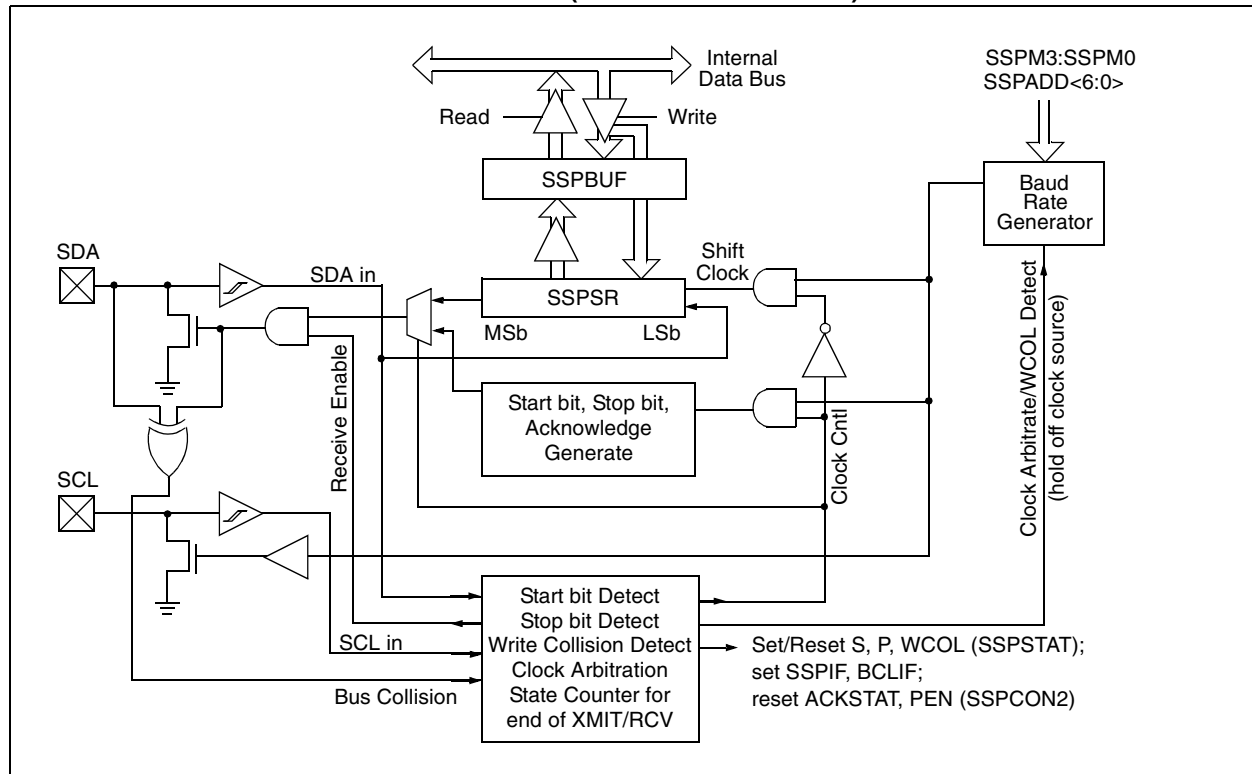 Internal
Data Bus
SSPM3:SSPM0
SSPADD<6:0>
Read
Write
SSPBUF
Baud
Rate
Generator
SDA
SDA in
Shift
Clock
SSPSR
MSb
LSb
Receive Enable
Start bit, Stop bit,
Acknowledge
Generate
Clock Cntl
Clock Arbitrate/WCOL Detect
(hold off clock source)
SCL
SCL in
Bus Collision
Start bit Detect
Stop bit Detect
Write Collision Detect
Clock Arbitration
State Counter for
end of XMIT/RCV
Set/Reset S, P, WCOL (SSPSTAT);
set SSPIF, BCLIF;
reset ACKSTAT, PEN (SSPCON2)